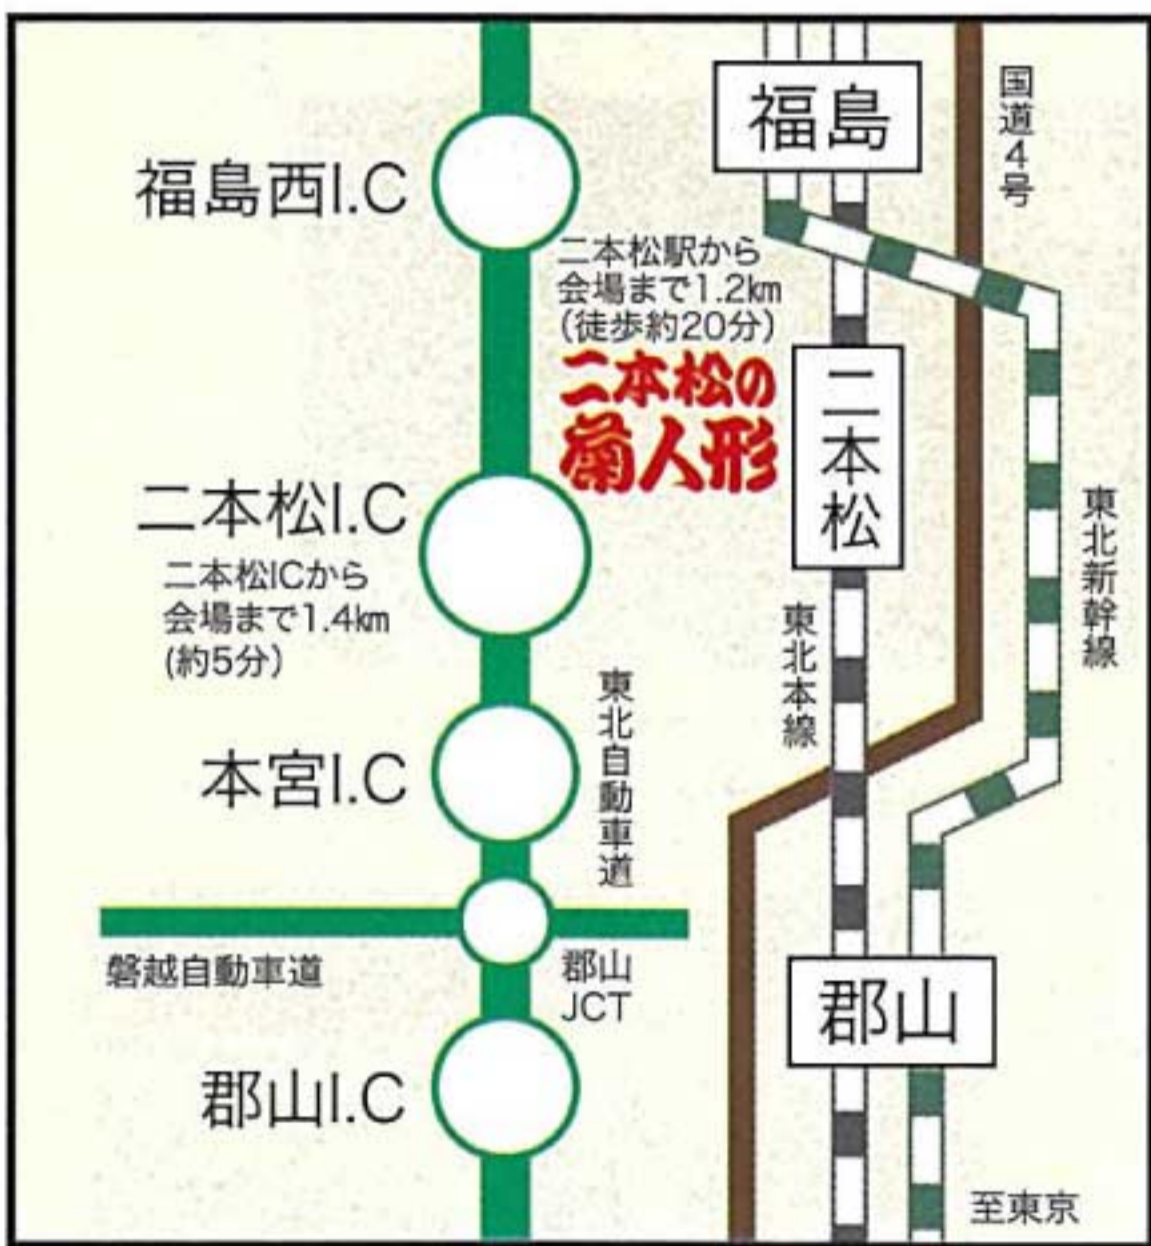 福島
国道4号
福島西I.C
二本松駅から
会場まで1.2km
(徒歩約20分)
二本松の
菊人形
二本松
二本松I.C
二本松ICから
会場まで1.4km
(約5分)
東北新幹線
東北本線
東北自動車道
本宮I.C
磐越自動車道
郡山
JCT
郡山
郡山I.C
至東京